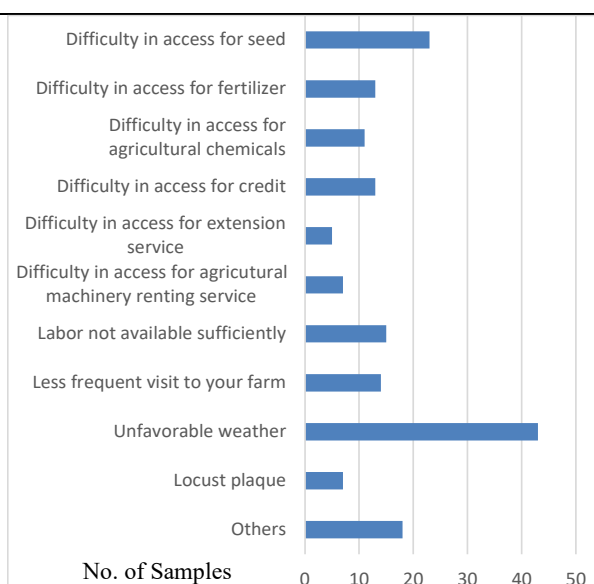 Difficulty in access for seed
Difficulty in access for fertilizer
Difficulty in access for
agricultural chemicals
Difficulty in access for credit
Difficulty in access for extension
service
Difficulty in access for agricutural
machinery renting service
Labor not available sufficiently
Less frequent visit to your farm
Unfavorable weather
Locust plaque
Others
No. of Samples
0 10 20 30 40 50